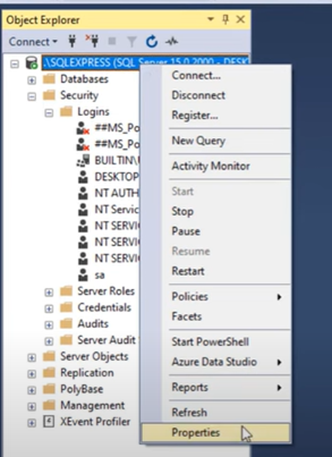 Object Explorer
Connect
.\SQLEXPRESS (SQL Server 15.0.2000 - DESK
Databases
Security
Logins
##MS_Po
##MS_Po
BUILTIN\
DESKTOP
NT AUTH
NT Servic
NT SERVI
NT SERVI
NT SERVI
sa
Server Roles
Credentials
Audits
Server Audit
Server Objects
Replication
PolyBase
Management
XEvent Profiler
Connect...
Disconnect
Register...
New Query
Activity Monitor
Start
Stop
Pause
Resume
Restart
Policies
Facets
Start PowerShell
Azure Data Studio
Reports
Refresh
Properties